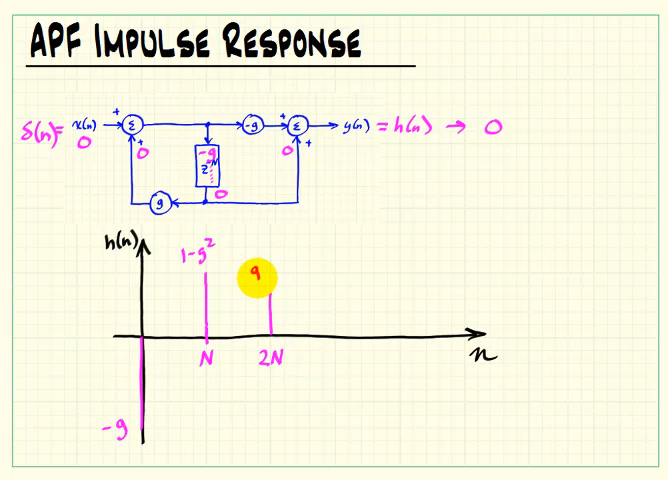 APF IMPULSE RESPONSE
δ(n)= x(n) + Σ -g + Σ y(n) = h(n) → 0
0 + 0 -g 0 +
z^-N
0
g
h(n)
1-g²
g
N 2N n
-g